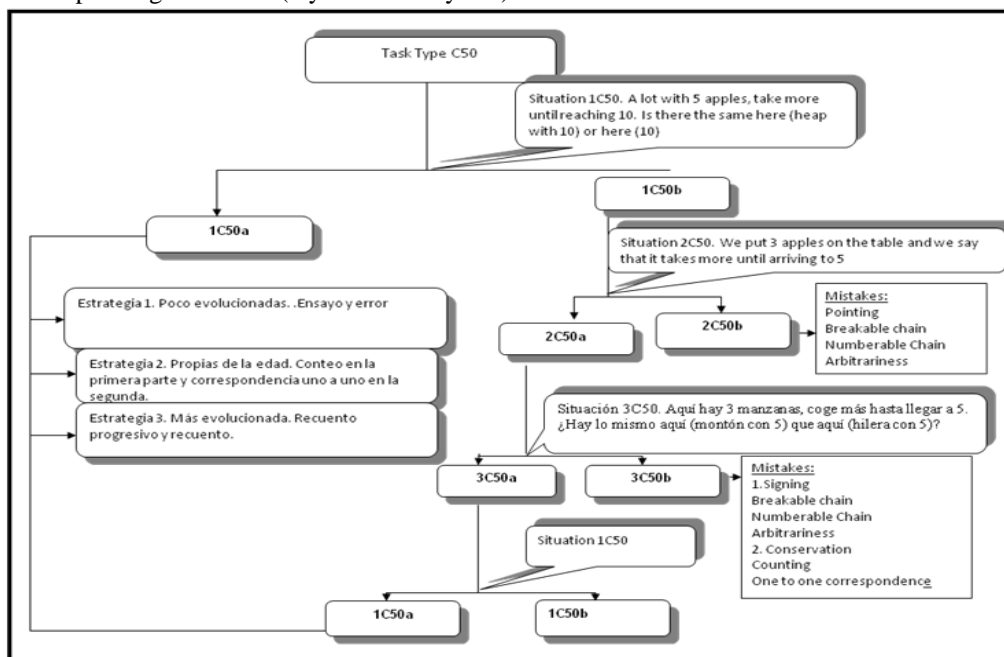 Task Type C50
Situation 1C50. A lot with 5 apples, take more
until reaching 10. Is there the same here (heap
with 10) or here (10)
1C50b
1C50a
Situation 2C50. We put 3 apples on the table and we say
that it takes more until arriving to 5
Estrategia 1. Poco evolucionadas. .Ensayo y error
Estrategia 2. Propias de la edad. Conteo en la
primera parte y correspondencia uno a uno en la
segunda.
Estrategia 3. Más evolucionada. Recuento
progresivo y recuento.
2C50a
2C50b
Mistakes:
Pointing
Breakable chain
Numberable Chain
Arbitrariness
Situación 3C50. Aquí hay 3 manzanas, coge más hasta llegar a 5.
¿Hay lo mismo aquí (montón con 5) que aquí (hilera con 5)?
3C50a
3C50b
Mistakes:
1.Signing
Breakable chain
Numberable Chain
Arbitrariness
2. Conservation
Counting
One to one correspondence
Situation 1C50
1C50a
1C50b